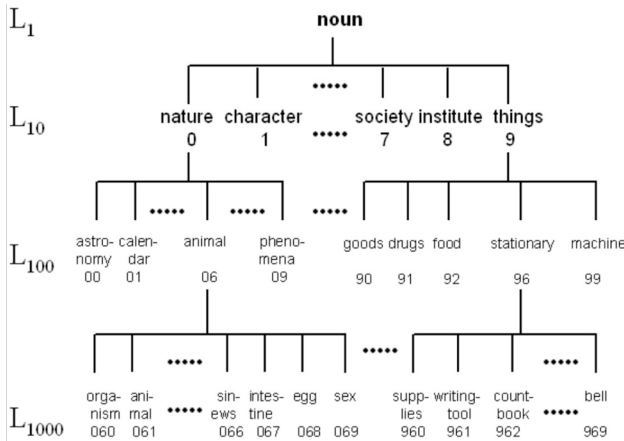 L1 noun
nature character ····· society institute things
L10 0 1 ····· 7 8 9
astro- calen- animal pheno- goods drugs food stationary machine
nomy dar mena
L100 00 01 06 09 90 91 92 96 99
orga- ani- sin- intes- egg sex supp- writing- count- bell
nism mal ews tine lies tool book
L1000 060 061 066 067 068 069 960 961 962 969